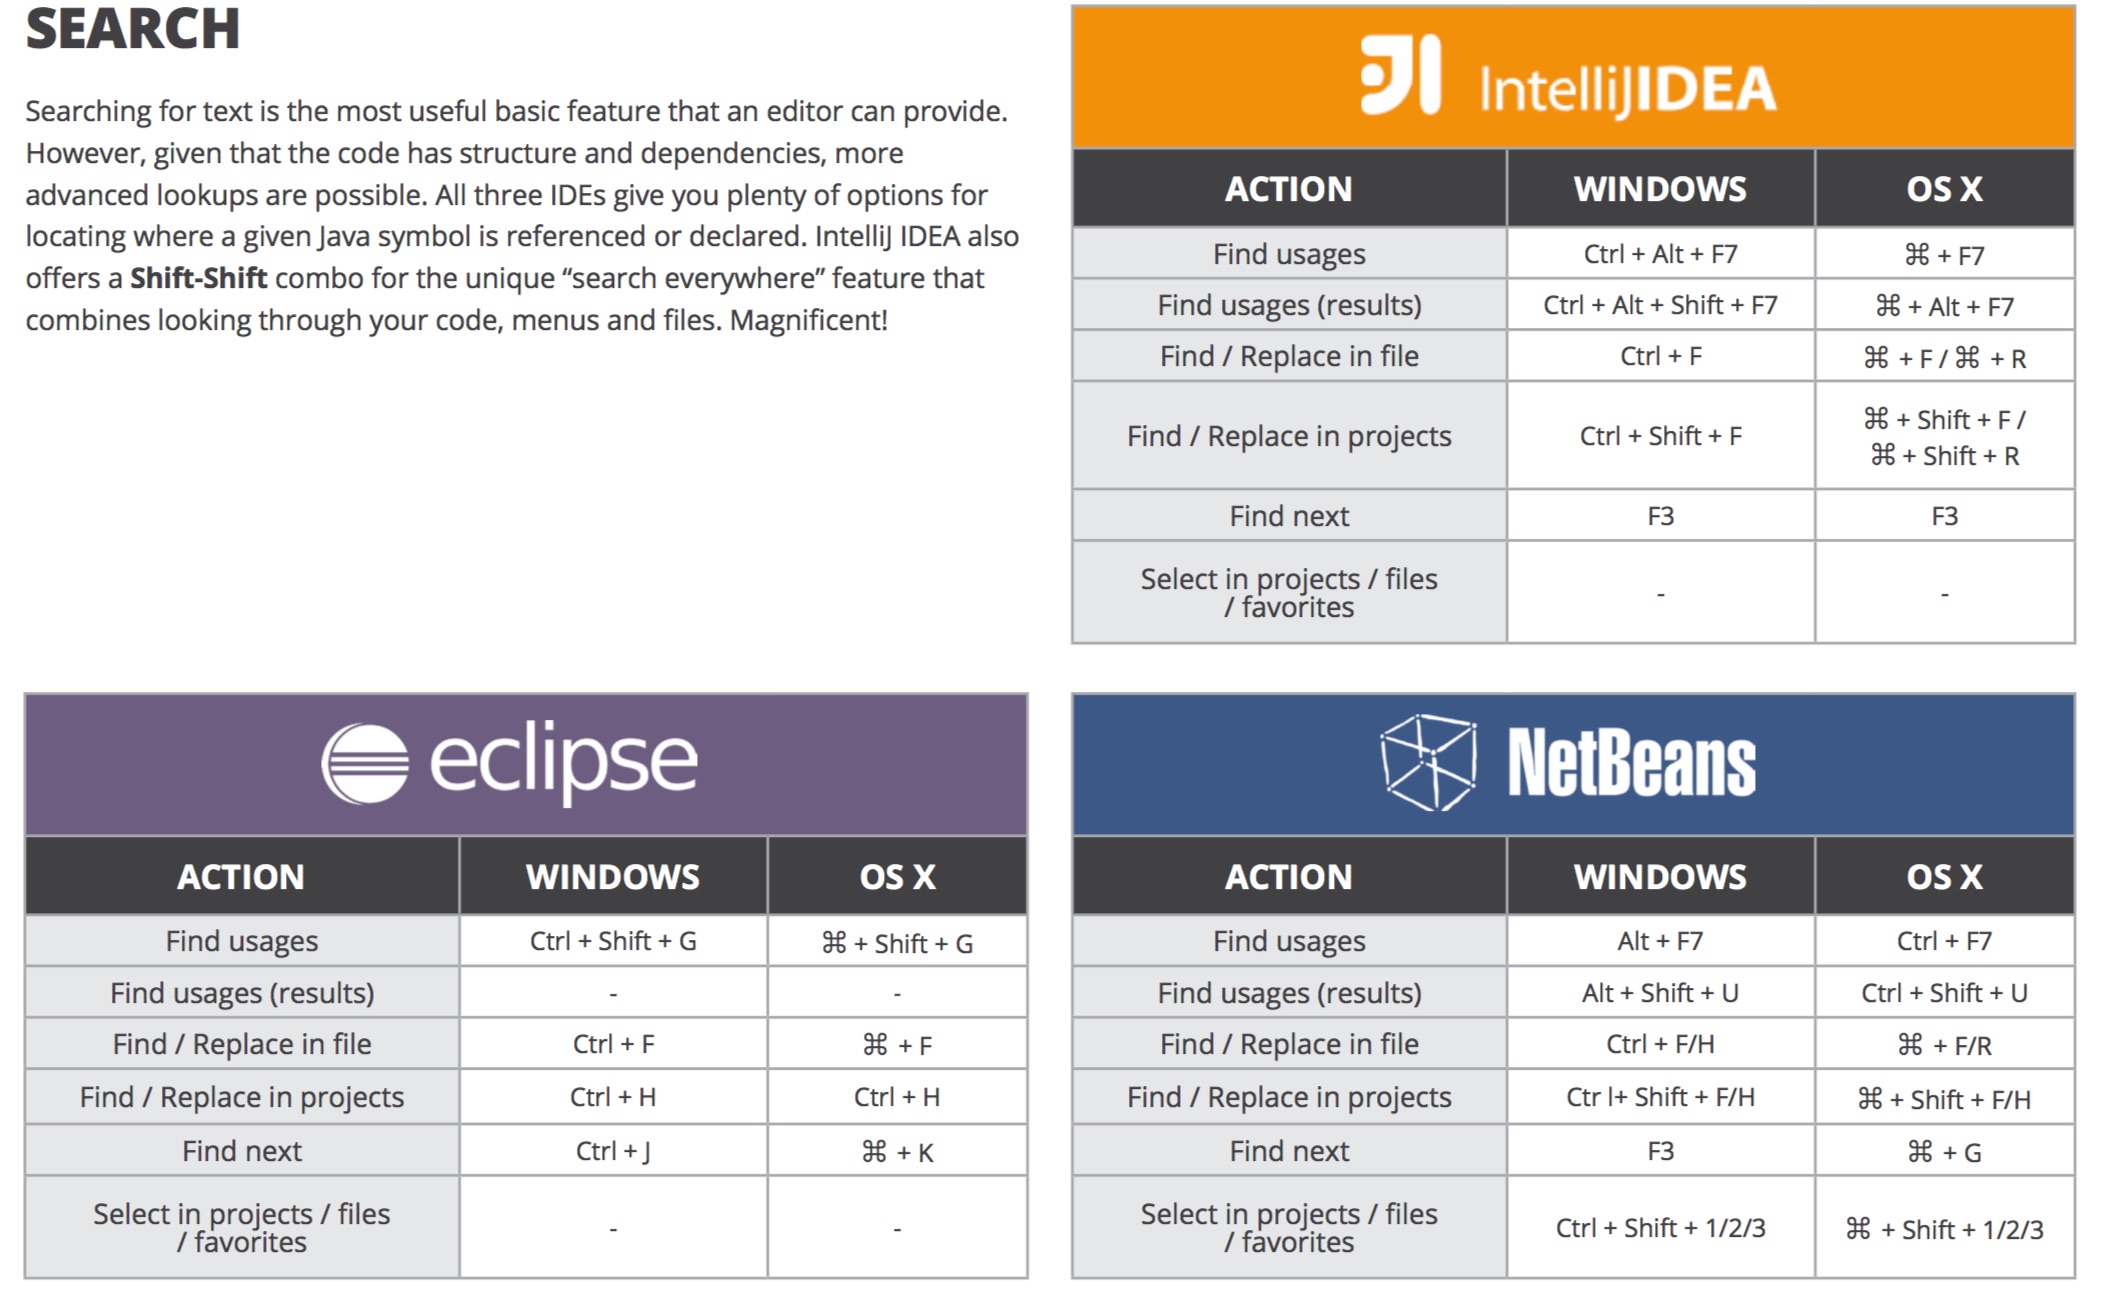 SEARCH
Searching for text is the most useful basic feature that an editor can provide.
However, given that the code has structure and dependencies, more
advanced lookups are possible. All three IDEs give you plenty of options for
locating where a given Java symbol is referenced or declared. IntelliJ IDEA also
offers a Shift-Shift combo for the unique “search everywhere” feature that
combines looking through your code, menus and files. Magnificent!
IntelliJIDEA
ACTION WINDOWS OS X
Find usages Ctrl + Alt + F7 ⌘ + F7
Find usages (results) Ctrl + Alt + Shift + F7 ⌘ + Alt + F7
Find / Replace in file Ctrl + F ⌘ + F / ⌘ + R
Find / Replace in projects Ctrl + Shift + F ⌘ + Shift + F /
⌘ + Shift + R
Find next F3 F3
Select in projects / files
/ favorites - -
eclipse
ACTION WINDOWS OS X
Find usages Ctrl + Shift + G ⌘ + Shift + G
Find usages (results) - -
Find / Replace in file Ctrl + F ⌘ + F
Find / Replace in projects Ctrl + H Ctrl + H
Find next Ctrl + J ⌘ + K
Select in projects / files
/ favorites - -
NetBeans
ACTION WINDOWS OS X
Find usages Alt + F7 Ctrl + F7
Find usages (results) Alt + Shift + U Ctrl + Shift + U
Find / Replace in file Ctrl + F/H ⌘ + F/R
Find / Replace in projects Ctr l+ Shift + F/H ⌘ + Shift + F/H
Find next F3 ⌘ + G
Select in projects / files
/ favorites Ctrl + Shift + 1/2/3 ⌘ + Shift + 1/2/3